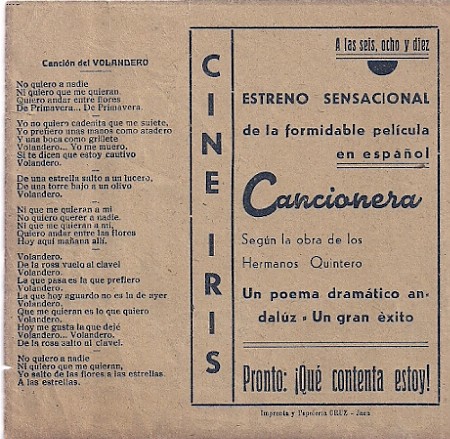 Canción del VOLANDERO
No quiero a nadie
Ni quiero que me quieran.
Quiero andar entre flores
De Primavera... De Primavera.
Yo no quiero cadenita que me sujete,
Yo prefiero unas manos como atadero
Y una boca como grillete
Volandero... Yo me muero.
Si te dicen que estoy cautivo
Volandero.
De una estrella salto a un lucero,
De una torre bajo a un olivo
Volandero.
Ni que me quieran a mí
No quiero querer a nadie.
Ni que me quieran a mí,
Quiero andar entre las flores
Hoy aquí mañana allí.
Volandero.
De la rosa vuelo al clavel
Volandero.
La que pasa es la que prefiero
Volandero.
La que hoy aguardo no es la de ayer
Volandero.
Que me quieran es lo que quiero
Volandero.
Hoy me gusta la que dejé
Volandero... Volandero.
De la rosa salto al clavel.
No quiero a nadie
Ni quiero que me quieran,
Yo salto de las flores a las estrellas.
A las estrellas.
CINE IRIS
A las seis, ocho y diez
ESTRENO SENSACIONAL
de la formidable película
en español
Cancionera
Según la obra de los
Hermanos Quintero
Un poema dramático an-
dalúz - Un gran èxito
Pronto: ¡Qué contenta estoy!
Imprenta y Papelería CRUZ - Jaca